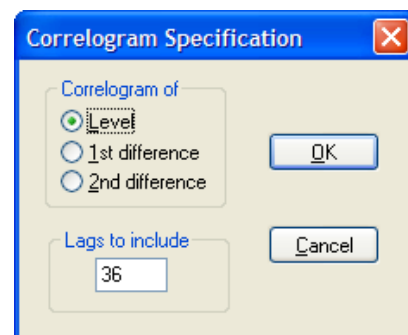 Correlogram Specification
Correlogram of
Level
1st difference
2nd difference
OK
Lags to include
36
Cancel